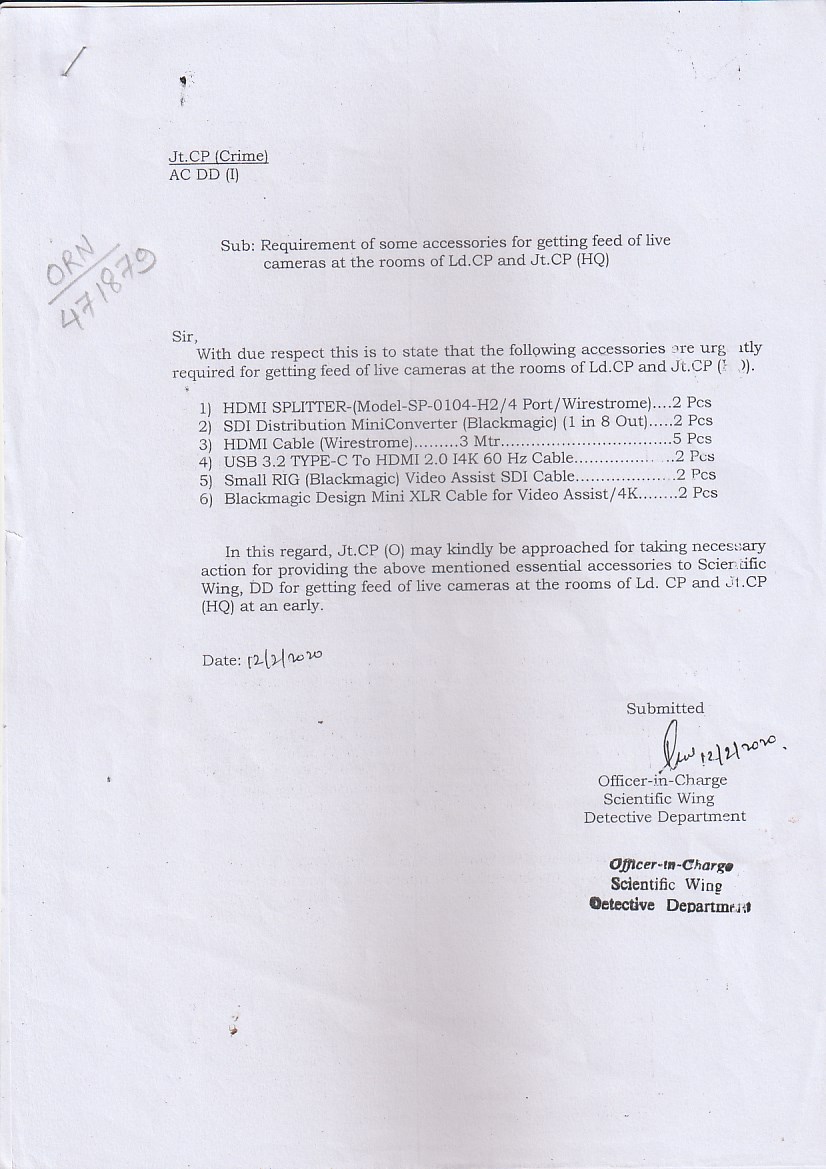 Jt.CP (Crime)
AC DD (I)
ORN
471879
Sub: Requirement of some accessories for getting feed of live
cameras at the rooms of Ld.CP and Jt.CP (HQ)
Sir,
With due respect this is to state that the following accessories are urgently
required for getting feed of live cameras at the rooms of Ld.CP and Jt.CP
1) HDMI SPLITTER-(Model-SP-0104-H2/4 Port/Wirestrome)....2 Pcs
2) SDI Distribution MiniConverter (Blackmagic) (1 in 8 Out).....2 Pcs
3) HDMI Cable (Wirestrome).........3 Mtr...................................5 Pcs
4) USB 3.2 TYPE-C To HDMI 2.0 I4K 60 Hz Cable.....................2 Pcs
5) Small RIG (Blackmagic) Video Assist SDI Cable.....................2 Pcs
6) Blackmagic Design Mini XLR Cable for Video Assist/4K........2 Pcs
In this regard, Jt.CP (O) may kindly be approached for taking necessary
action for providing the above mentioned essential accessories to Scientific
Wing, DD for getting feed of live cameras at the rooms of Ld. CP and Jt.CP
(HQ) at an early.
Date: 12/2/2020
Submitted
12/2/2020.
Officer-in-Charge
Scientific Wing
Detective Department
Officer-in-Charge
Scientific Wing
Detective Department